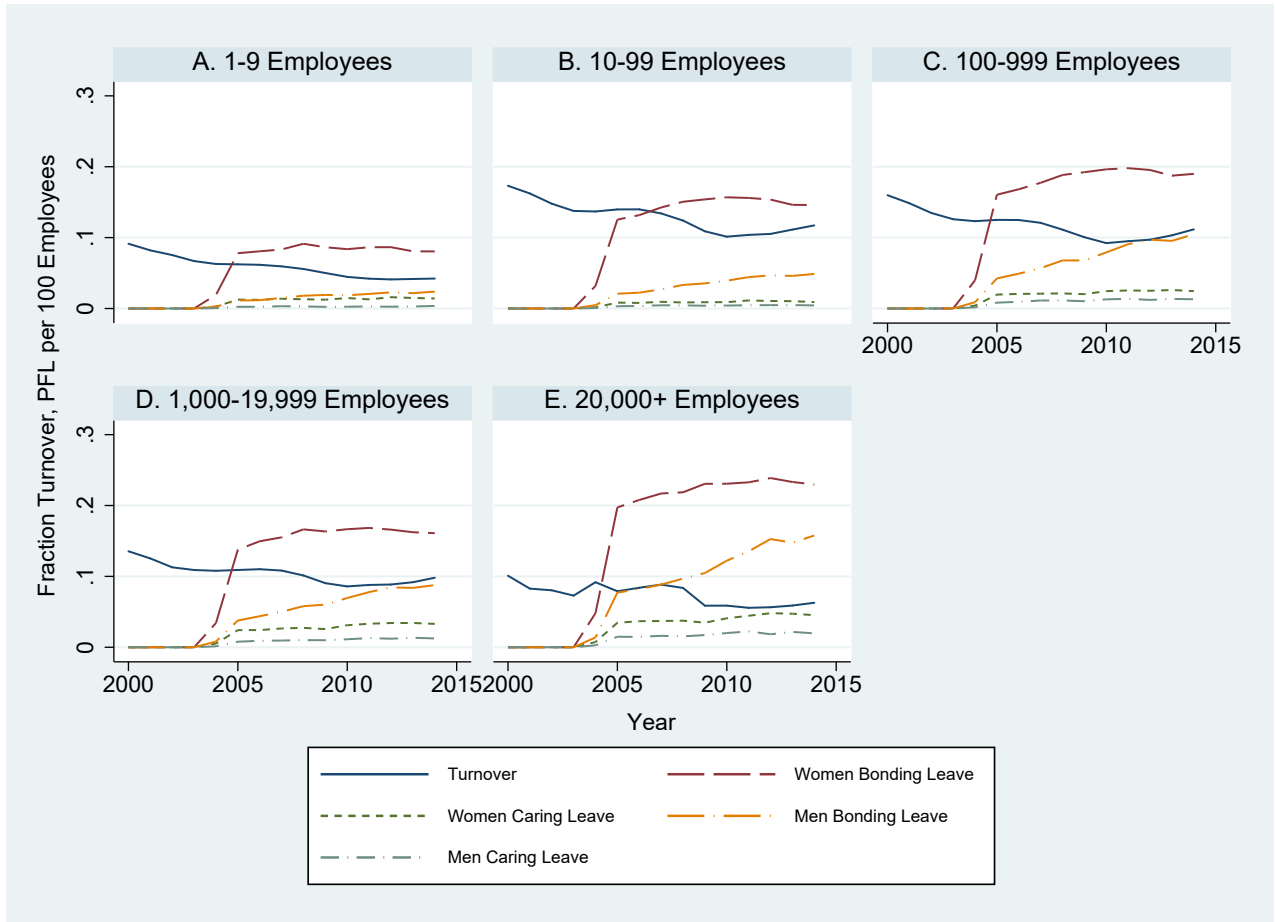 A. 1-9 Employees
B. 10-99 Employees
C. 100-999 Employees
.3
.2
.1
0
2000 2005 2010 2015
D. 1,000-19,999 Employees
E. 20,000+ Employees
.3
.2
.1
0
2000 2005 2010 2015
2000 2005 2010 2015
Fraction Turnover, PFL per 100 Employees
Year
Turnover
Women Bonding Leave
Women Caring Leave
Men Bonding Leave
Men Caring Leave